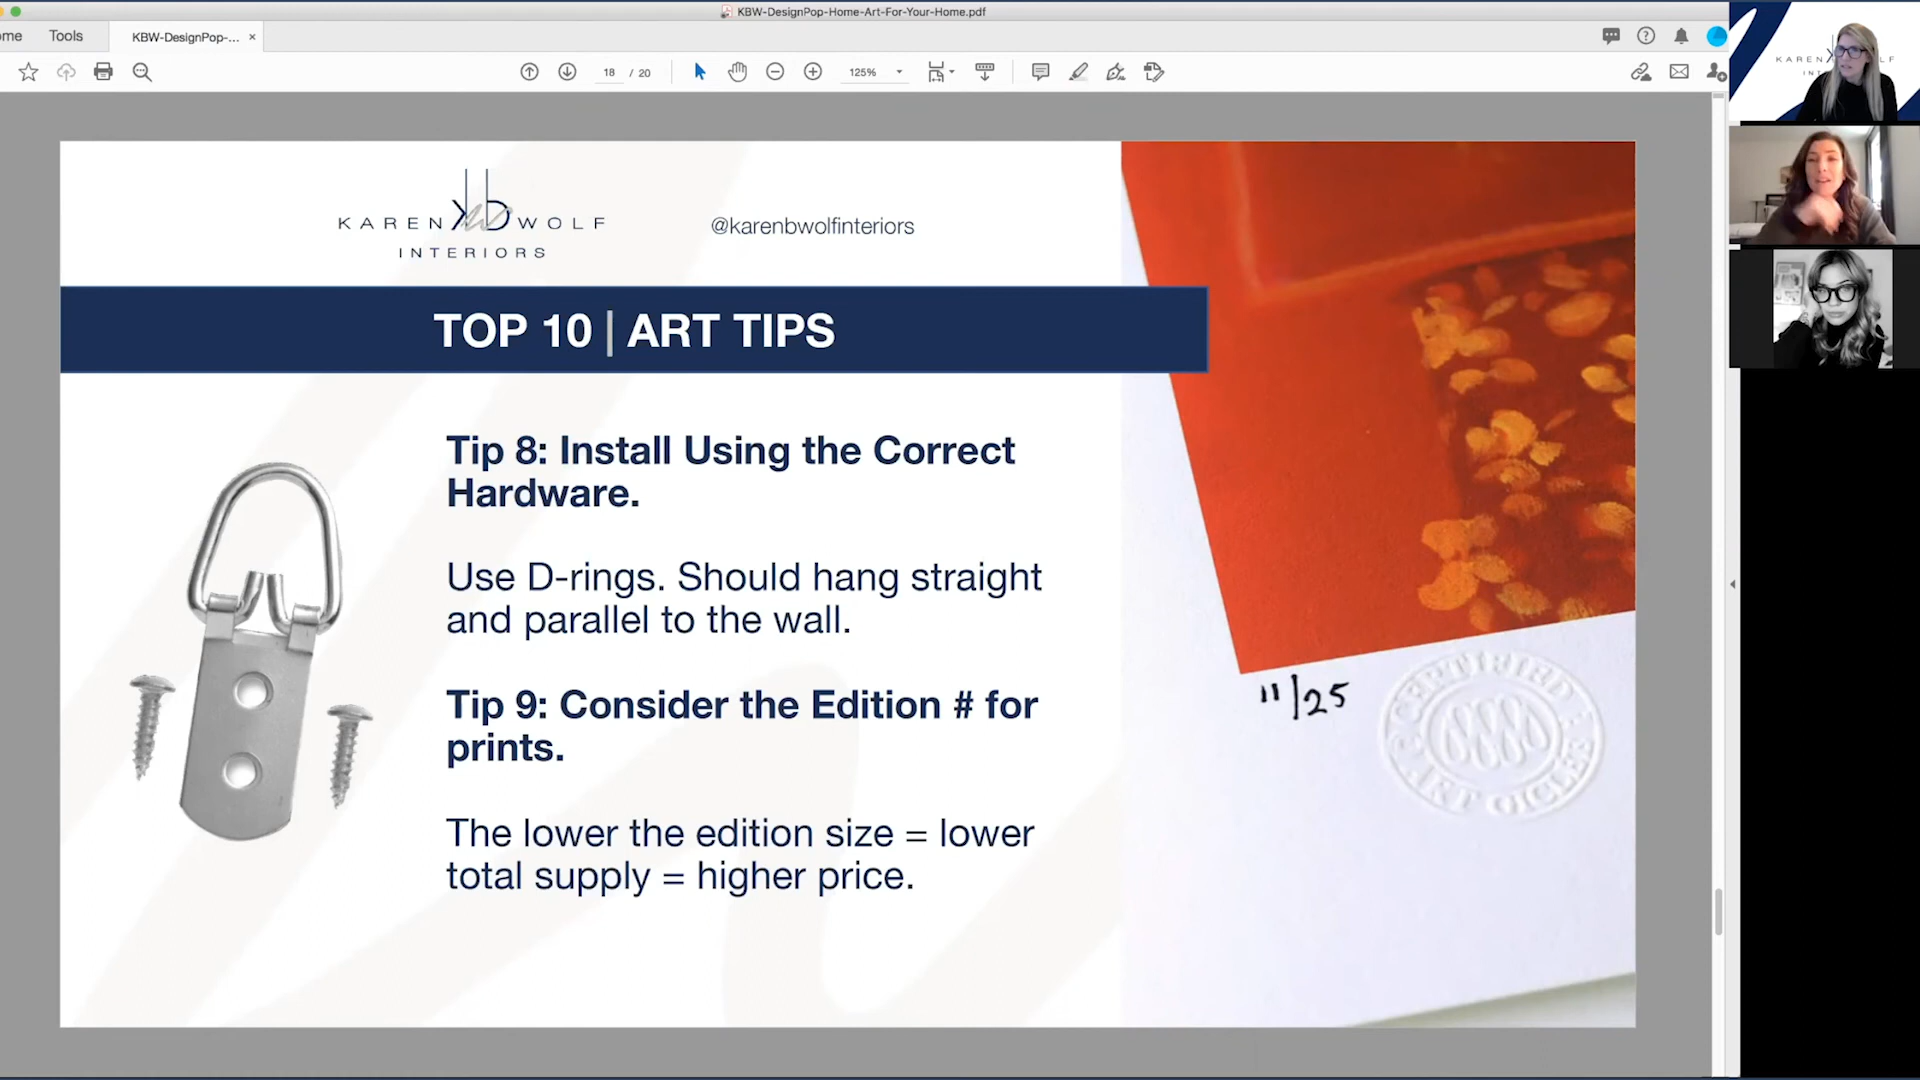 KBW-DesignPop-Home-Art-For-Your-Home.pdf
ome Tools KBW-DesignPop-... ×
18 / 20 125%
KAREN WOLF
INTERIORS
@karenbwolfinteriors
TOP 10 | ART TIPS
Tip 8: Install Using the Correct
Hardware.
Use D-rings. Should hang straight
and parallel to the wall.
Tip 9: Consider the Edition # for
prints.
The lower the edition size = lower
total supply = higher price.
11/25
CERTIFIED